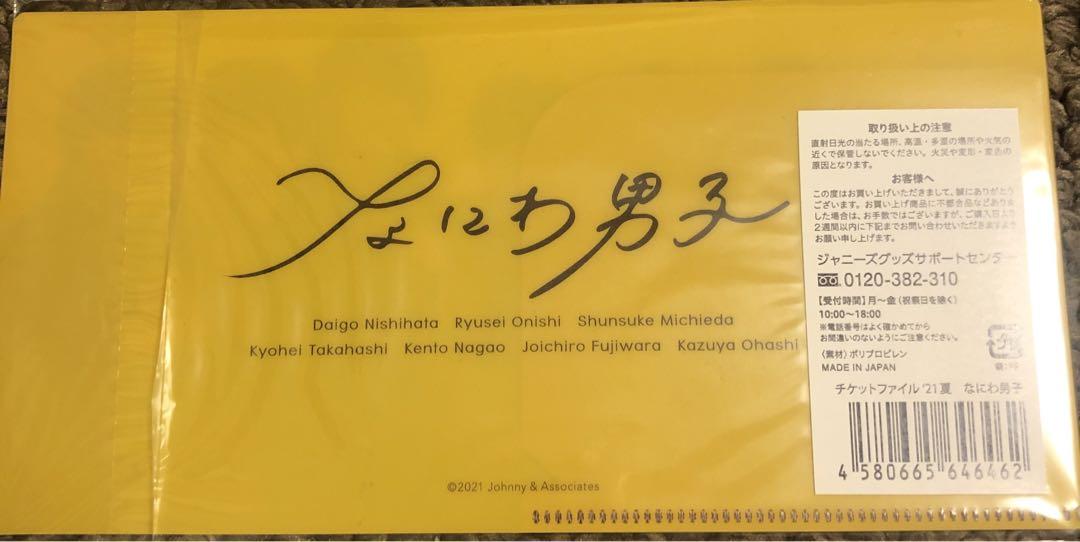 なにわ男子
Daigo Nishihata Ryusei Onishi Shunsuke Michieda
Kyohei Takahashi Kento Nagao Joichiro Fujiwara Kazuya Ohashi
©2021 Johnny & Associates
取り扱い上の注意
直射日光の当たる場所、高温・多湿の場所や火気の
近くで保管しないでください。火災や変形・変色の
原因となります。
お客様へ
この度はお買い上げいただきまして、誠にありがとう
ございます。お買い上げ商品に不都合品などありま
した場合は、お手数ではございますが、ご購入日より
2週間以内に下記までお問い合わせいただきますよう
お願い申し上げます。
ジャニーズグッズサポートセンター
0120-382-310
【受付時間】月〜金(祝祭日を除く)
10:00〜18:00
※電話番号はよく確かめてから
お間違いのないようにご注意ください。
〈素材〉ポリプロピレン
MADE IN JAPAN
チケットファイル '21夏 なにわ男子
4 580665 646462